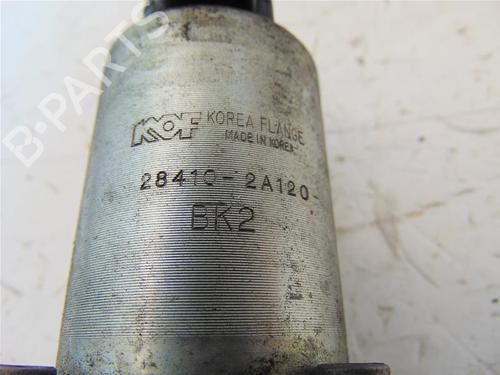 B-PARTS
KOF KOREA FLANGE
MADE IN KOREA
28410-2A120-
BK2